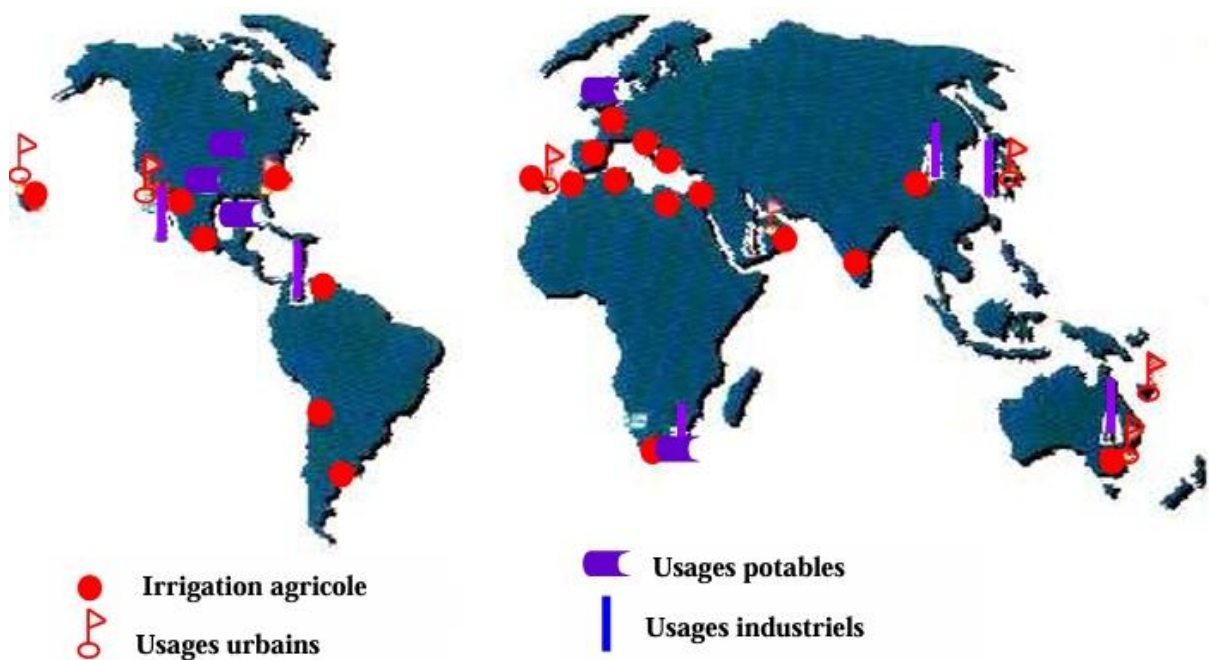 Irrigation agricole
Usages urbains
Usages potables
Usages industriels